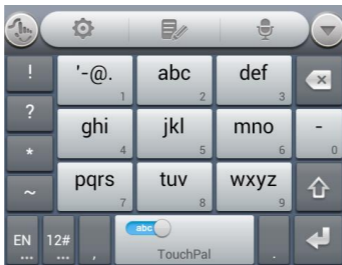 ! '-@. 1 abc 2 def 3
? ghi 4 jkl 5 mno 6 - 0
*
~ pqrs 7 tuv 8 wxyz 9
EN ... 12# ... , abc TouchPal .